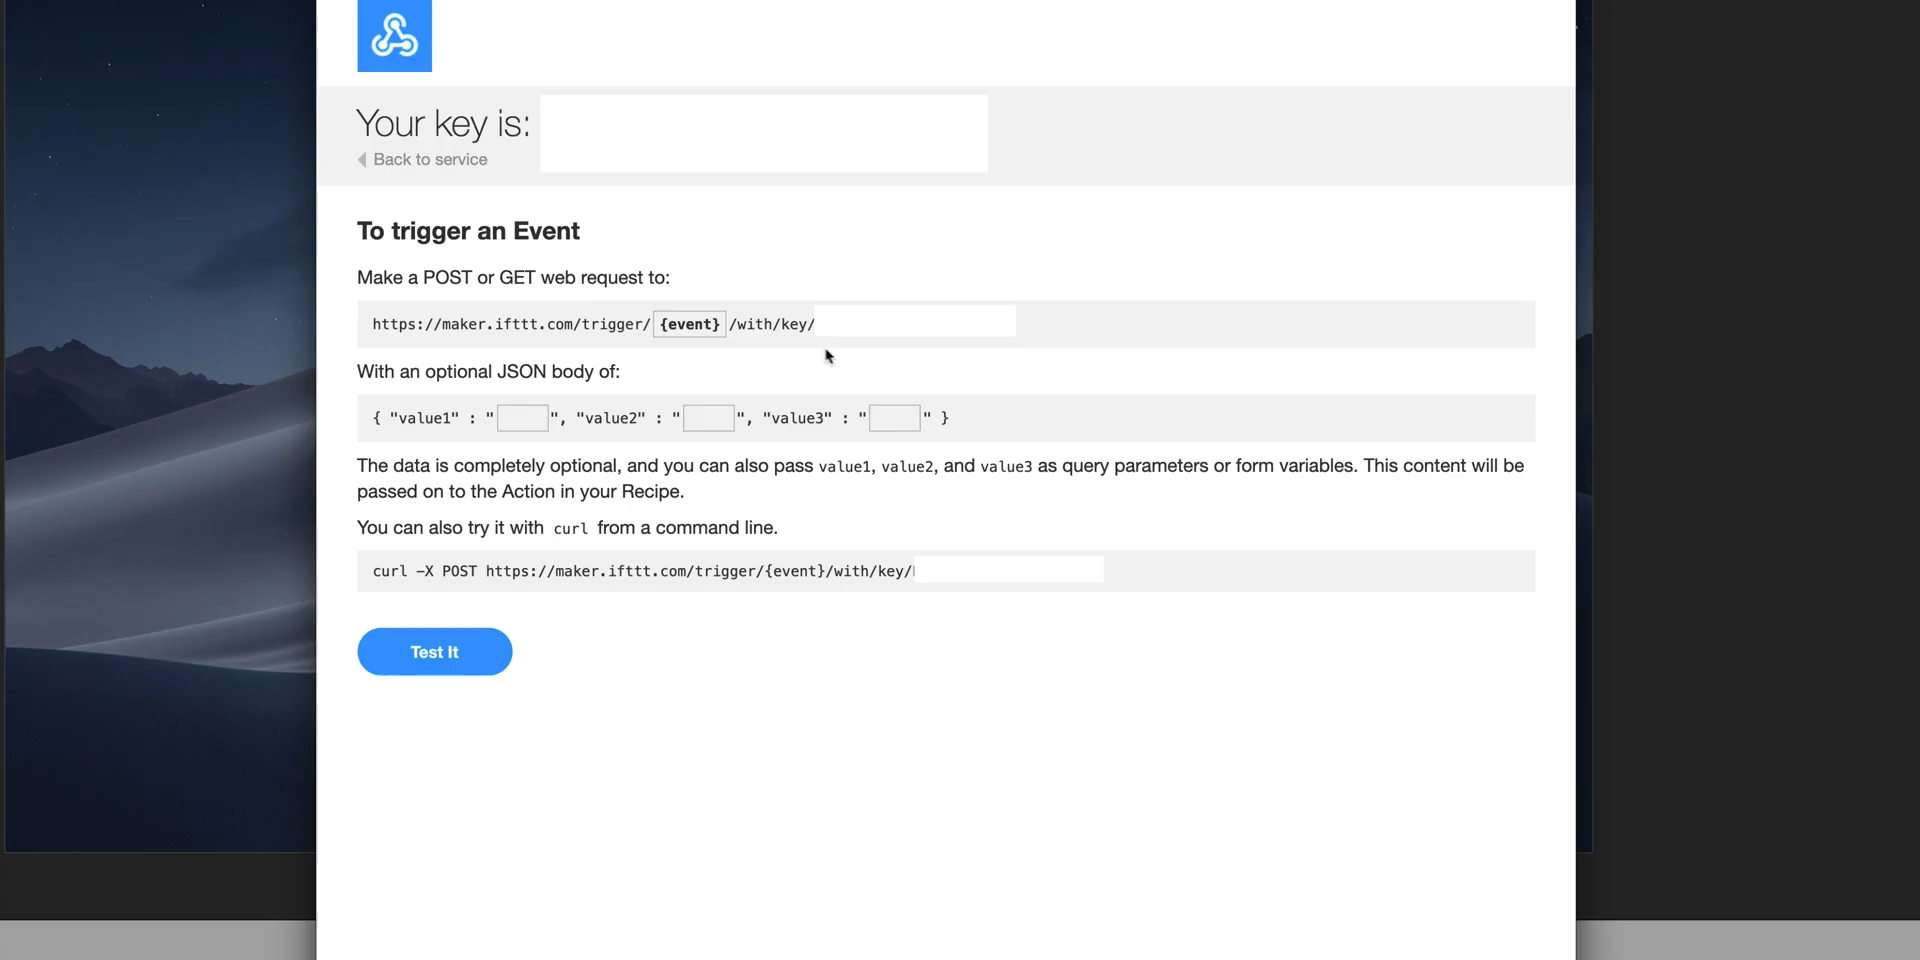 Your key is:
Back to service
To trigger an Event
Make a POST or GET web request to:
https://maker.ifttt.com/trigger/ {event} /with/key/
With an optional JSON body of:
{ "value1" : " ", "value2" : " ", "value3" : " " }
The data is completely optional, and you can also pass value1, value2, and value3 as query parameters or form variables. This content will be
passed on to the Action in your Recipe.
You can also try it with curl from a command line.
curl -X POST https://maker.ifttt.com/trigger/{event}/with/key/
Test It